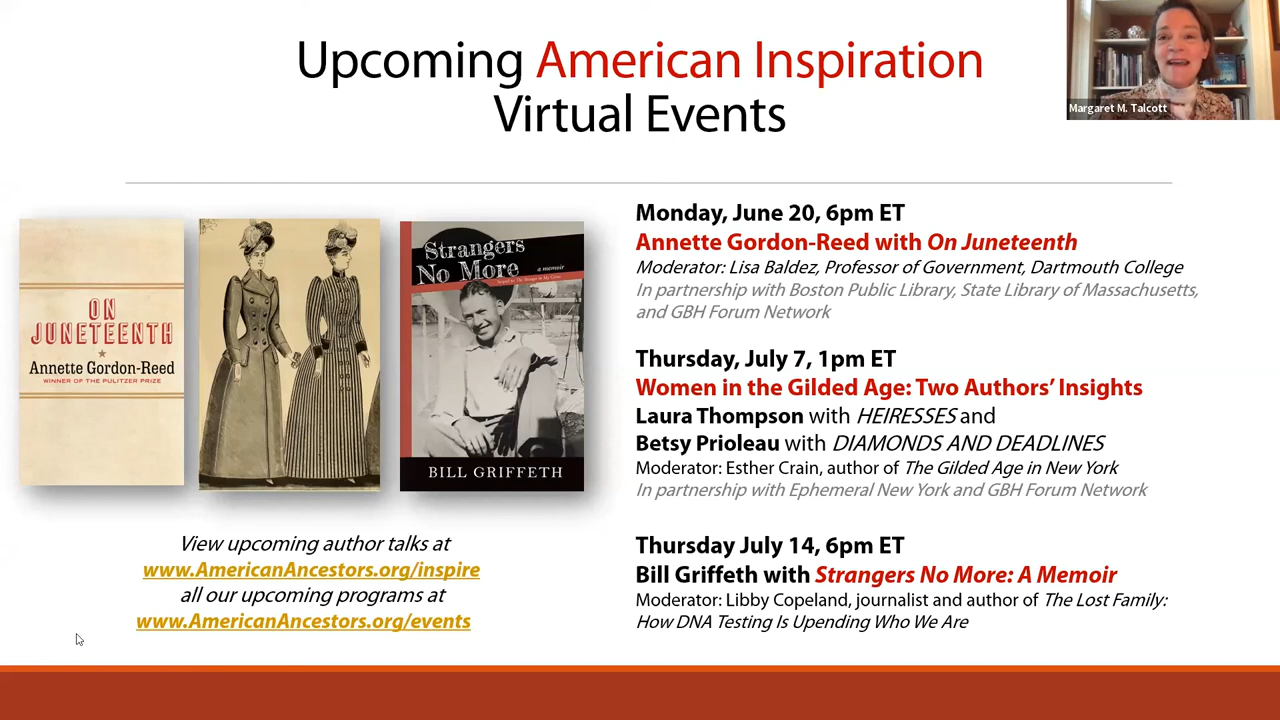 Upcoming American Inspiration
Virtual Events
Margaret M. Talcott
ON
JUNETEENTH
Annette Gordon-Reed
WINNER OF THE PULITZER PRIZE
Strangers
No More
a memoir
BILL GRIFFETH
Monday, June 20, 6pm ET
Annette Gordon-Reed with On Juneteenth
Moderator: Lisa Baldez, Professor of Government, Dartmouth College
In partnership with Boston Public Library, State Library of Massachusetts,
and GBH Forum Network
Thursday, July 7, 1pm ET
Women in the Gilded Age: Two Authors’ Insights
Laura Thompson with HEIRESSES and
Betsy Prioleau with DIAMONDS AND DEADLINES
Moderator: Esther Crain, author of The Gilded Age in New York
In partnership with Ephemeral New York and GBH Forum Network
Thursday July 14, 6pm ET
Bill Griffeth with Strangers No More: A Memoir
Moderator: Libby Copeland, journalist and author of The Lost Family:
How DNA Testing Is Upending Who We Are
View upcoming author talks at
www.AmericanAncestors.org/inspire
all our upcoming programs at
www.AmericanAncestors.org/events